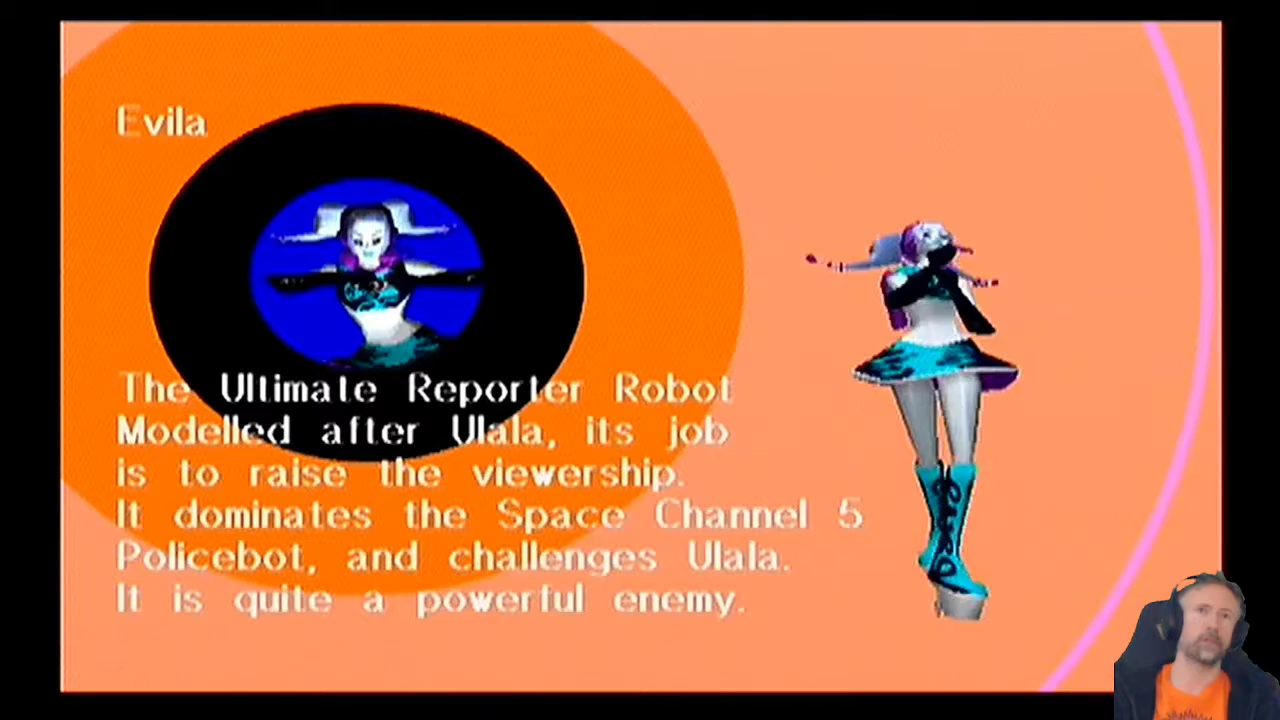 Evila
The Ultimate Reporter Robot
Modelled after Ulala, its job
is to raise the viewership.
It dominates the Space Channel 5
Policebot, and challenges Ulala.
It is quite a powerful enemy.